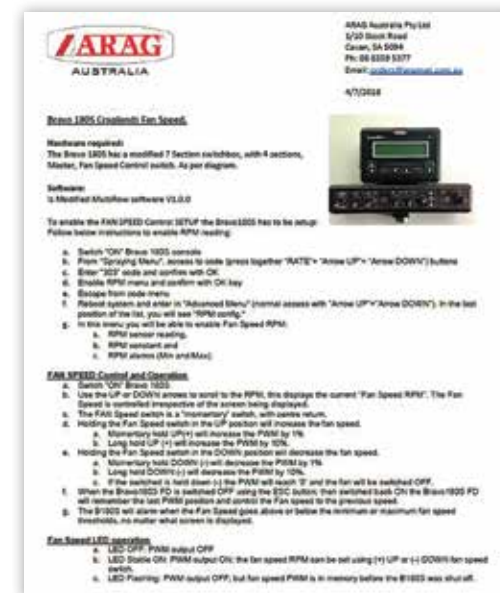 ARAG
AUSTRALIA
ARAG Australia Pty Ltd
1/10 Stock Road
Cavan, SA 5094
Ph: 08
Email:
4/7/2018
Bravo 180S Croplands Fan Speed.
Hardware required:
The Bravo 180S has a modified 7 Section switchbox, with 4 sections,
Master, Fan Speed Control switch. As per diagram.
Software:
is Modified Multiflow software V1.0.0
To enable the FAN SPEED Control SETUP the Bravo180S has to be setup:
Follow below instructions to enable RPM reading:
a. Switch "ON" Bravo 180S console
b. From "Spraying Menu", access to code (press together "RATE"+ "Arrow UP"+ "Arrow DOWN") buttons
c. Enter "303" code and confirm with OK
d. Enable RPM menu and confirm with OK key
e. Escape from code menu
f. Reboot system and enter in "Advanced Menu" (normal access with "Arrow UP"+"Arrow DOWN"). In the last
position of the list, you will see "RPM config."
g. In this menu you will be able to enable Fan Speed RPM:
a. RPM sensor reading,
b. RPM constant and
c. RPM alarms (Min and Max)
FAN SPEED Control and Operation
a. Switch "ON" Bravo 180S
b. Use the UP or DOWN arrows to scroll to the RPM, this displays the current "Fan Speed RPM". The Fan
Speed is controlled irrespective of the screen being displayed.
c. The FAN Speed switch is a "momentary' switch, with centre return.
d. Holding the Fan Speed switch in the UP position will increase the fan speed.
a. Momentary hold UP(+) will increase the PWM by 1%
b. Long hold UP (+) will increase the PWM by 10%.
e. Holding the Fan Speed switch in the DOWN position will decrease the fan speed.
a. Momentary hold DOWN (-) will decrease the PWM by 1%
b. Long hold DOWN (-) will decrease the PWM by 10%.
c. If the switched is held down (-) the PWM will reach '0' and the fan will be switched OFF.
f. When the Bravo180S FD is switched OFF using the ESC button; then switched back ON the Bravo180S FD
will remember the last PWM position and control the Fan speed to the previous speed.
g. The B180S will alarm when the Fan Speed goes above or below the minimum or maximum fan speed
thresholds, no matter what screen is displayed.
Fan Speed LED operation
a. LED OFF: PWM output OFF
b. LED Stable ON: PWM output ON; the fan speed RPM can be set using (+) UP or (-) DOWN fan speed
switch.
c. LED Flashing: PWM output OFF, but fan speed PWM is in memory before the B180S was shut off.